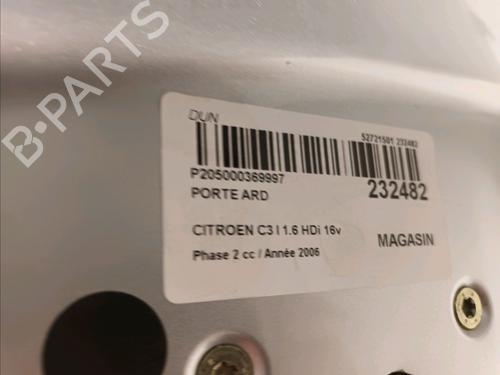 B-PARTS
DUN
52721501 232482
P205000369997
PORTE ARD
232482
CITROEN C3 I 1.6 HDi 16v
MAGASIN
Phase 2 cc / Année 2006